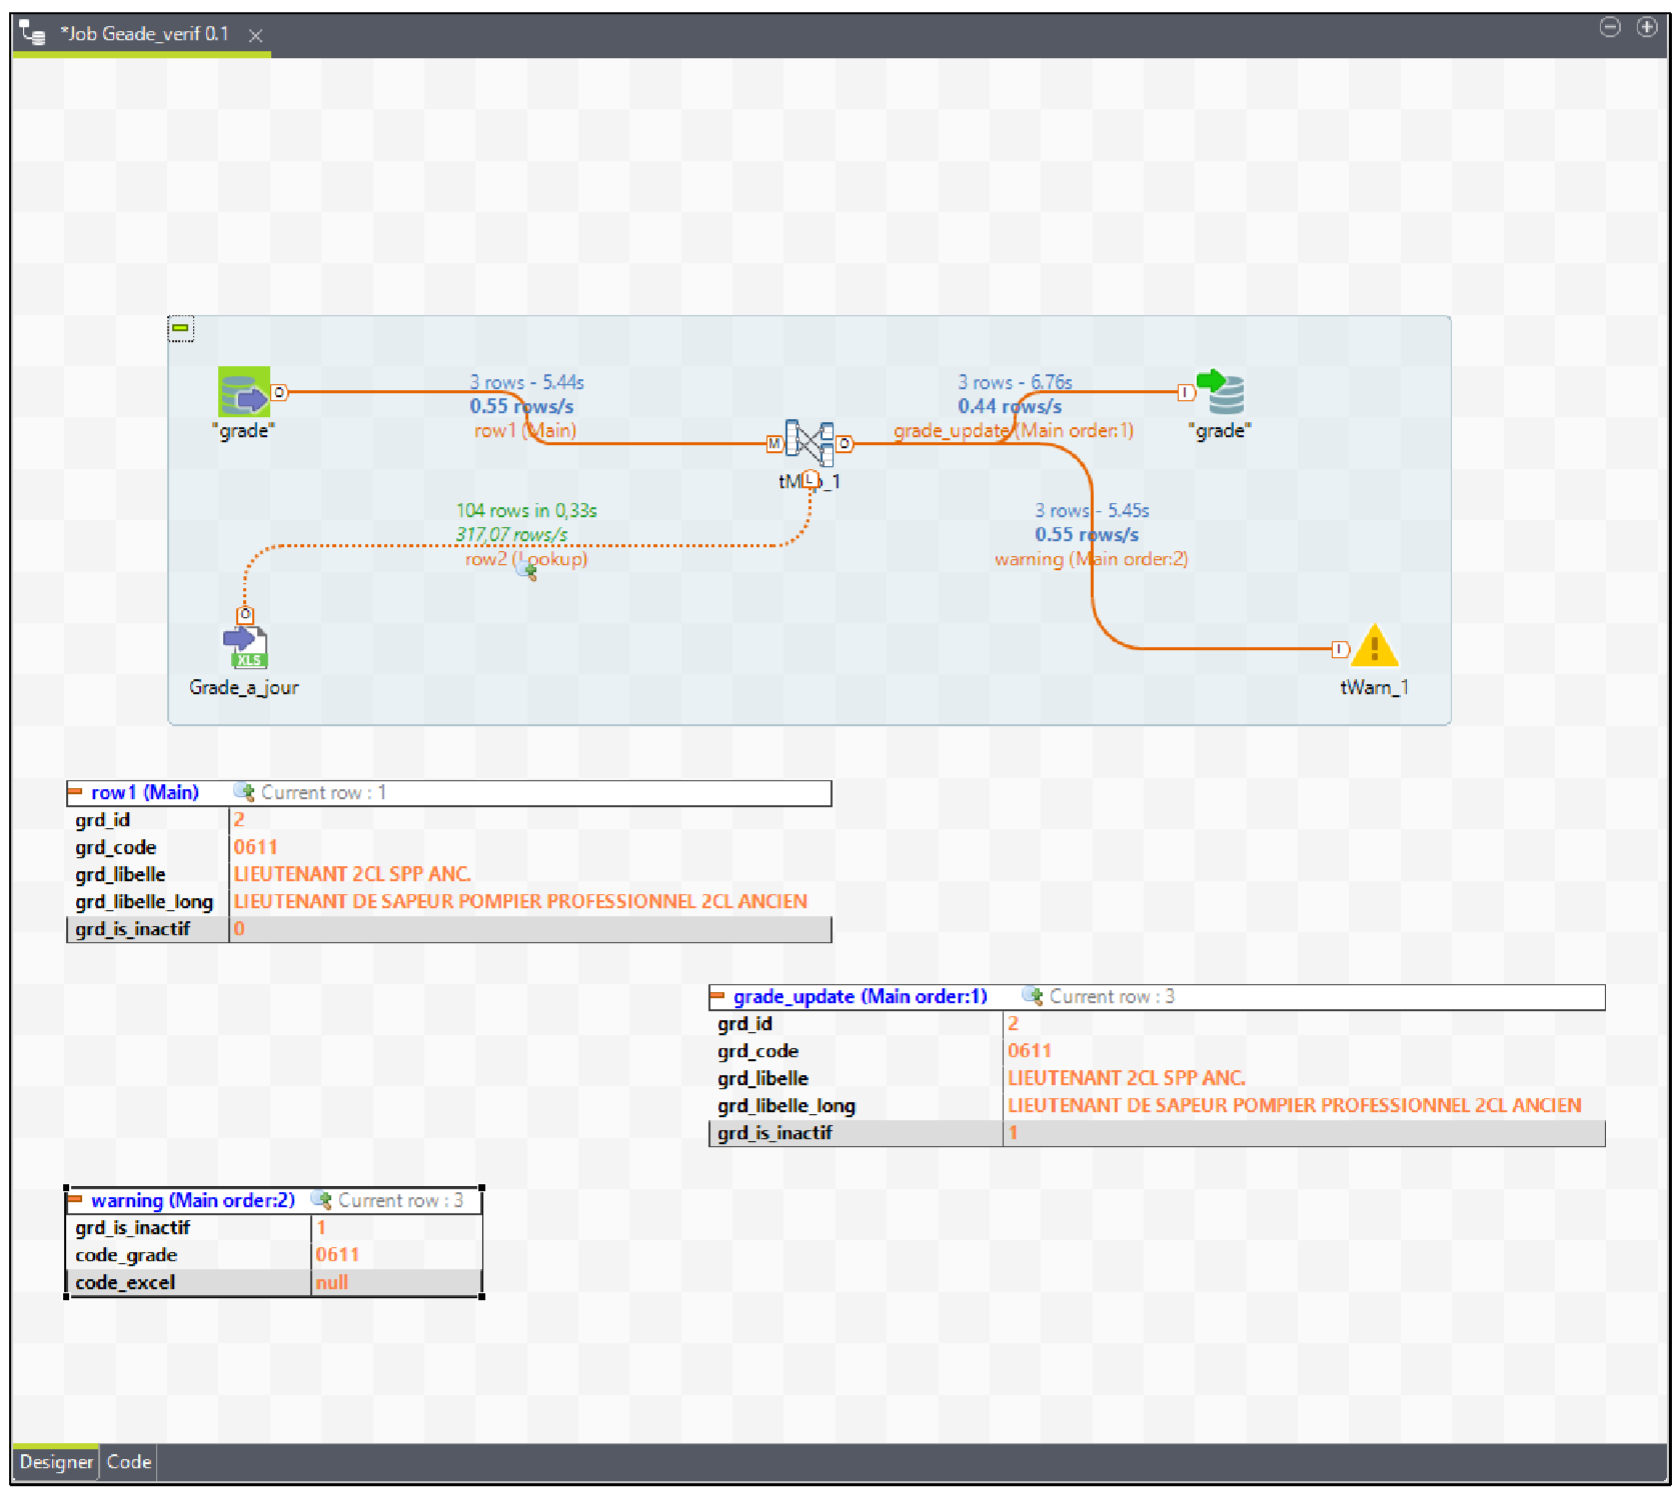 *Job Geade_verif 0.1
3 rows - 5.44s
0.55 rows/s
row1 (Main)
"grade"
3 rows - 6.76s
0.44 rows/s
grade_update (Main order:1)
"grade"
M
O
O
I
tMap_1
L
104 rows in 0,33s
317,07 rows/s
row2 (Lookup)
3 rows - 5.45s
0.55 rows/s
warning (Main order:2)
O
XLS
Grade_a_jour
I
tWarn_1
row1 (Main) Current row : 1
grd_id 2
grd_code 0611
grd_libelle LIEUTENANT 2CL SPP ANC.
grd_libelle_long LIEUTENANT DE SAPEUR POMPIER PROFESSIONNEL 2CL ANCIEN
grd_is_inactif 0
grade_update (Main order:1) Current row : 3
grd_id 2
grd_code 0611
grd_libelle LIEUTENANT 2CL SPP ANC.
grd_libelle_long LIEUTENANT DE SAPEUR POMPIER PROFESSIONNEL 2CL ANCIEN
grd_is_inactif 1
warning (Main order:2) Current row : 3
grd_is_inactif 1
code_grade 0611
code_excel null
Designer Code